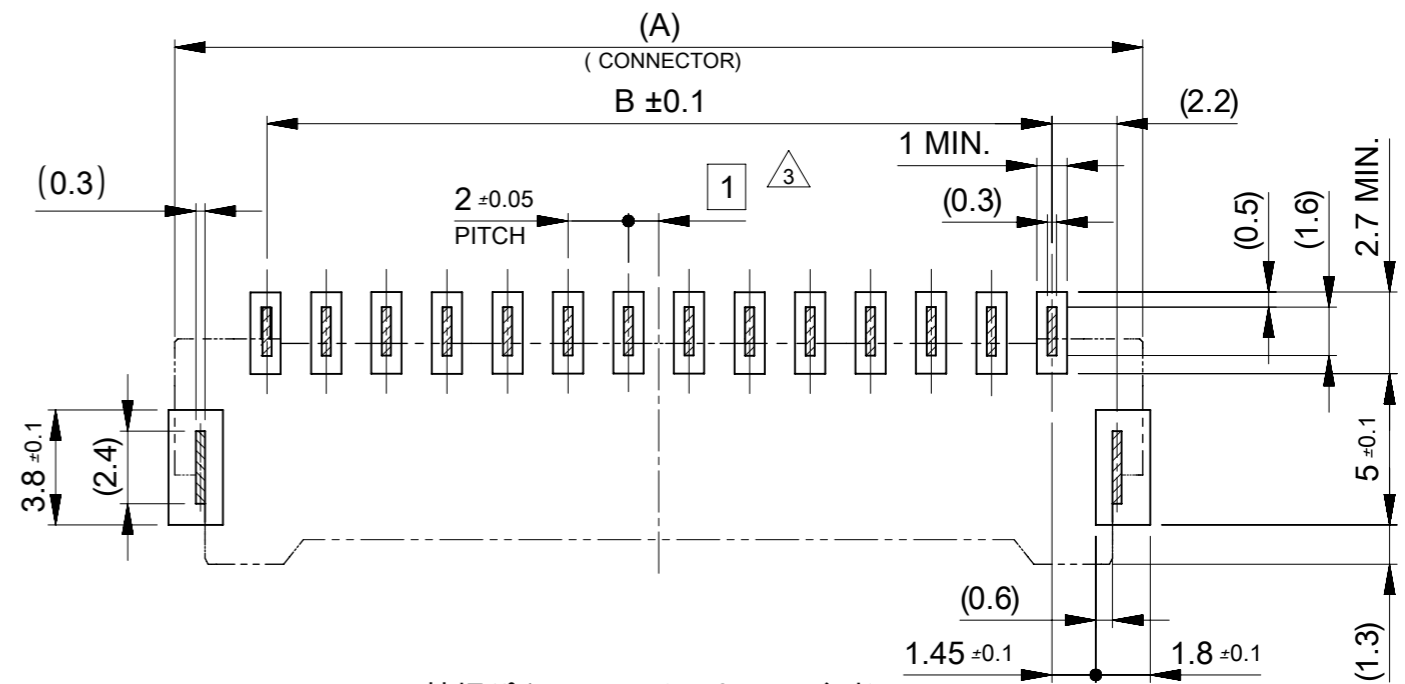 (A)
( CONNECTOR)
B ±0.1
(2.2)
1 MIN.
(0.3)
2 ±0.05
PITCH
1
3
(0.3)
(0.5)
(1.6)
2.7 MIN.
3.8 ±0.1
(2.4)
5 ±0.1
(0.6)
1.45 ±0.1
1.8 ±0.1
(1.3)